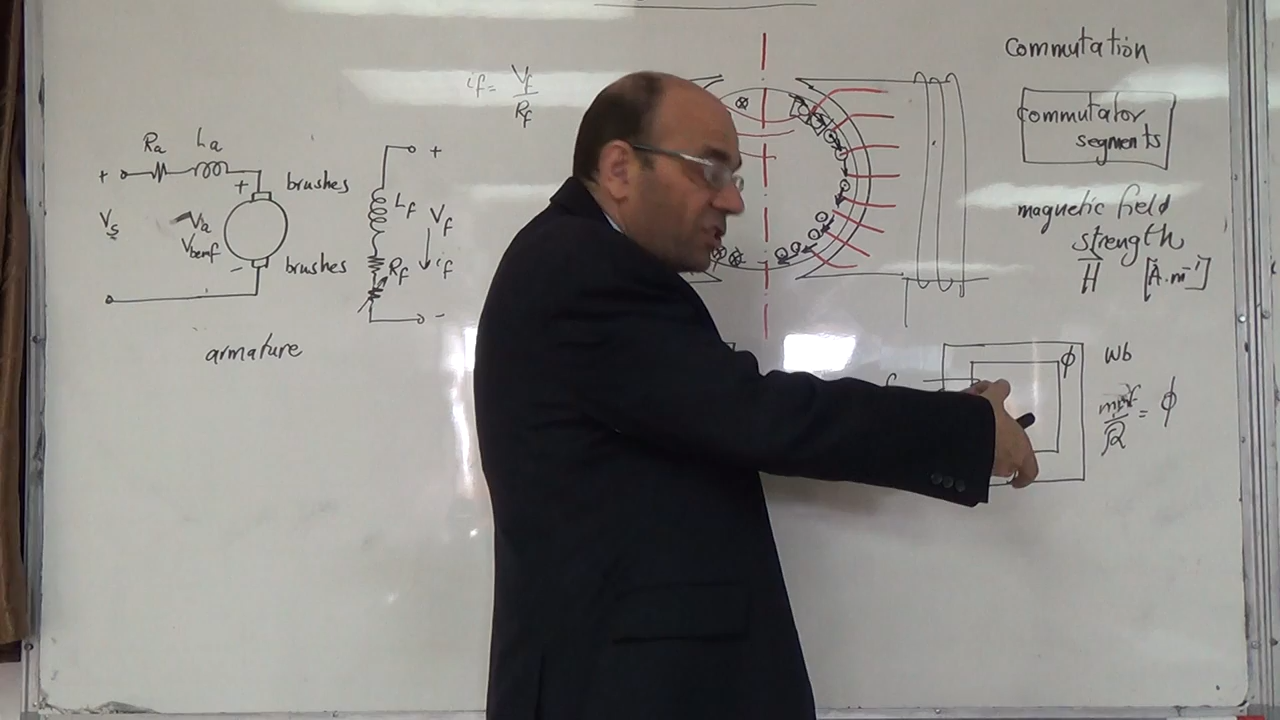 Commutation
commutator
segments
magnetic field
strength
H [A.m⁻¹]
if = Vf
Rf
Ra La
+
+
brushes
Vs
Va
Vbemf
-
brushes
armature
+
Lf
Vf
if
Rf
-
ϕ
Wb
mmf = ϕ
R